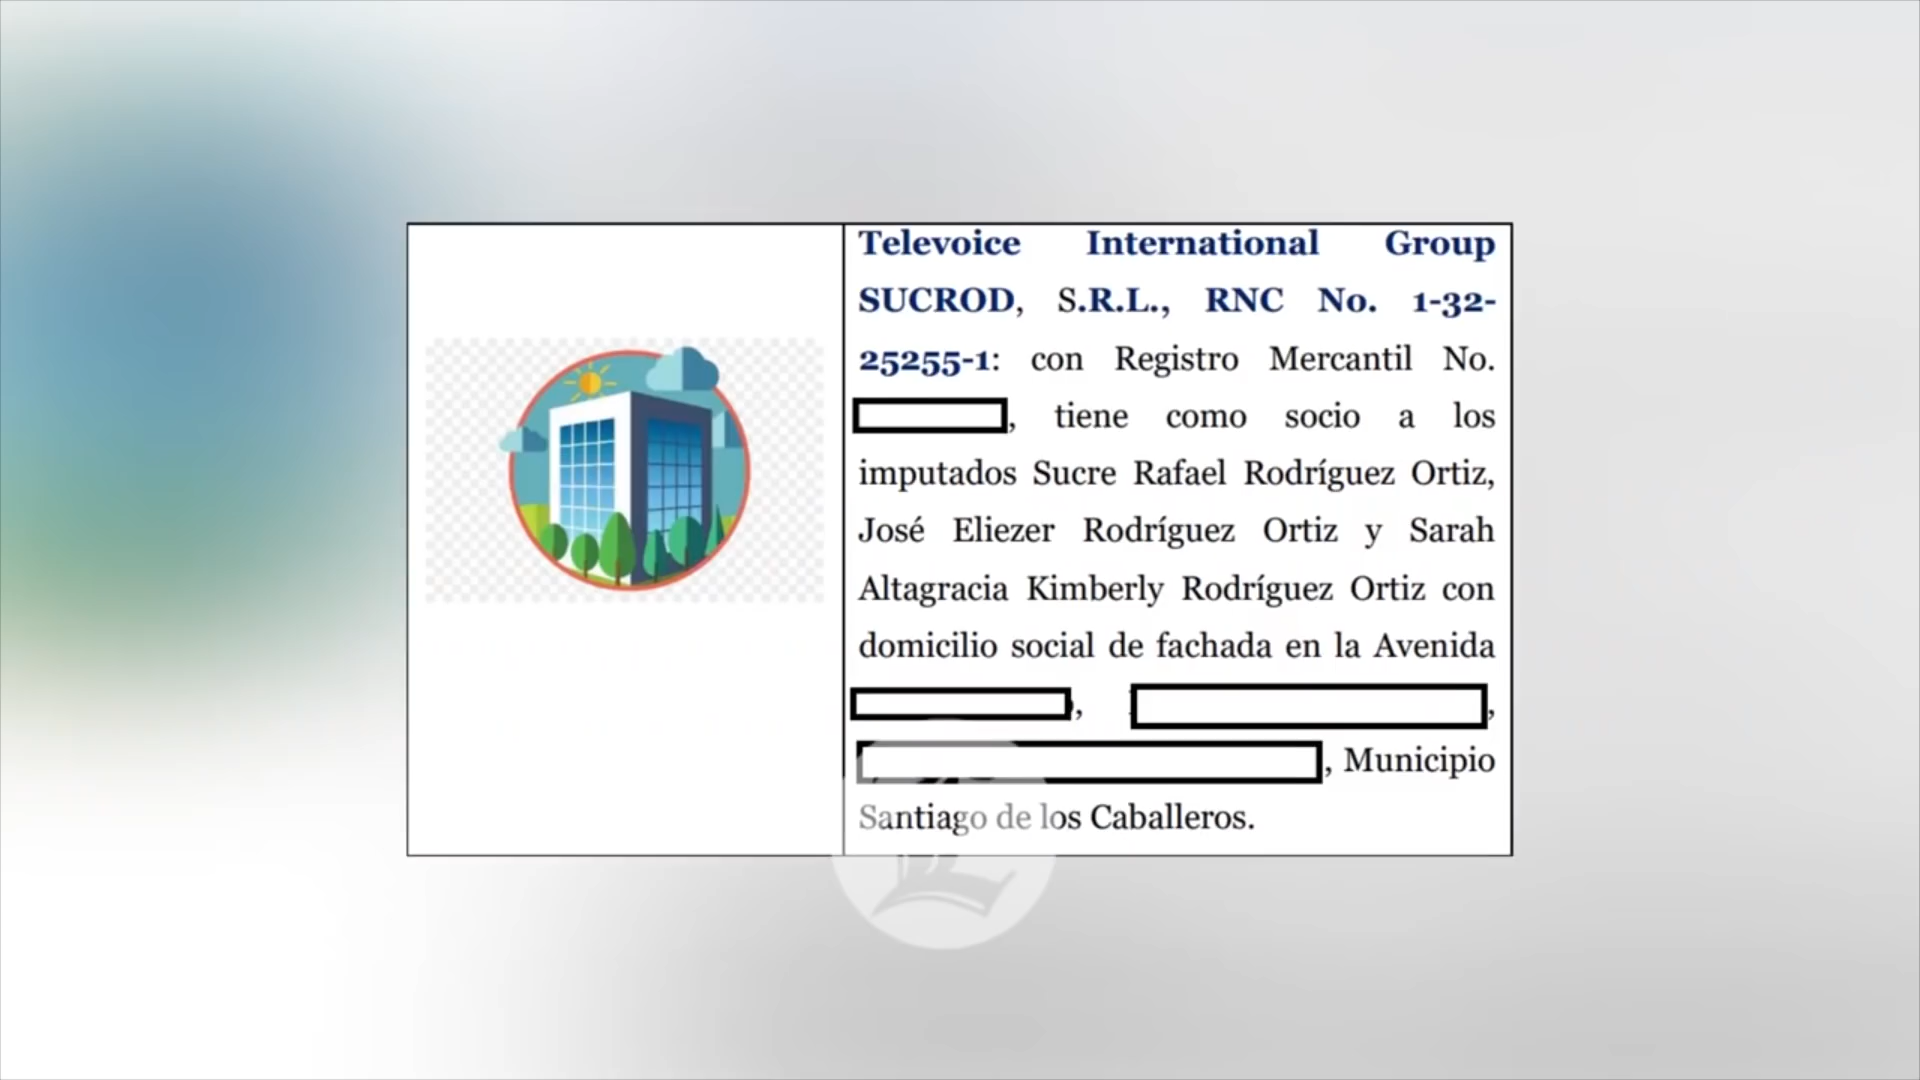 Televoice International Group
SUCROD, S.R.L., RNC No. 1-32-
25255-1: con Registro Mercantil No.
, tiene como socio a los
imputados Sucre Rafael Rodríguez Ortiz,
José Eliezer Rodríguez Ortiz y Sarah
Altagracia Kimberly Rodríguez Ortiz con
domicilio social de fachada en la Avenida
, ,
, Municipio
Santiago de los Caballeros.